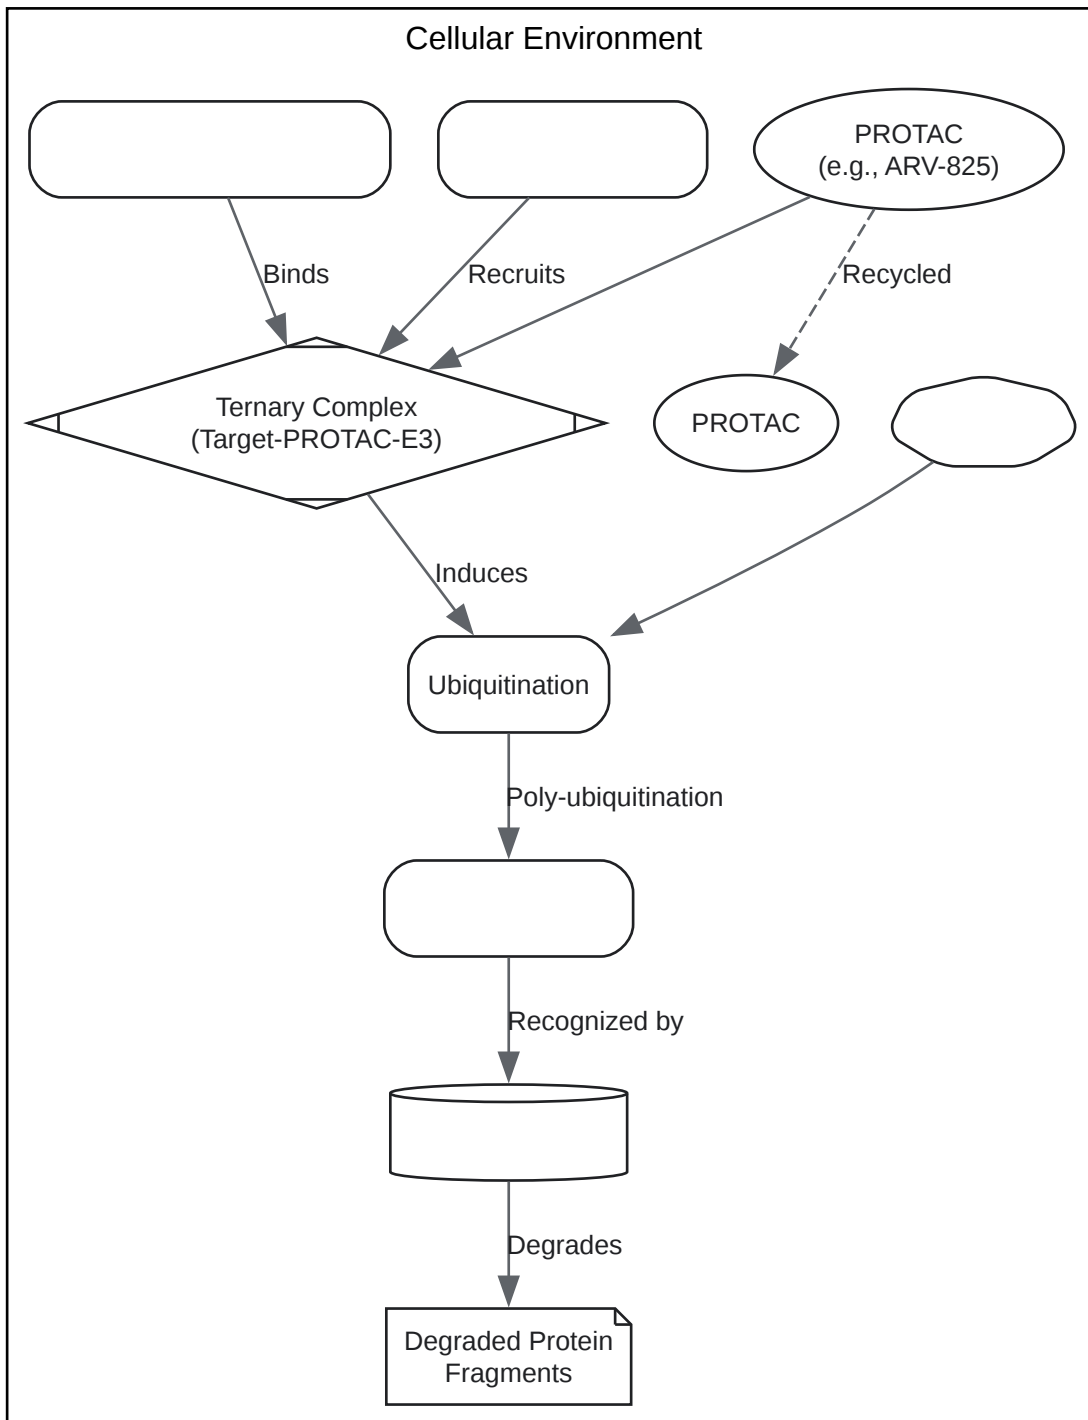 Cellular Environment
PROTAC
(e.g., ARV-825)
Binds
Recruits
Recycled
Ternary Complex
(Target-PROTAC-E3)
PROTAC
Induces
Ubiquitination
Poly-ubiquitination
Recognized by
Degrades
Degraded Protein
Fragments